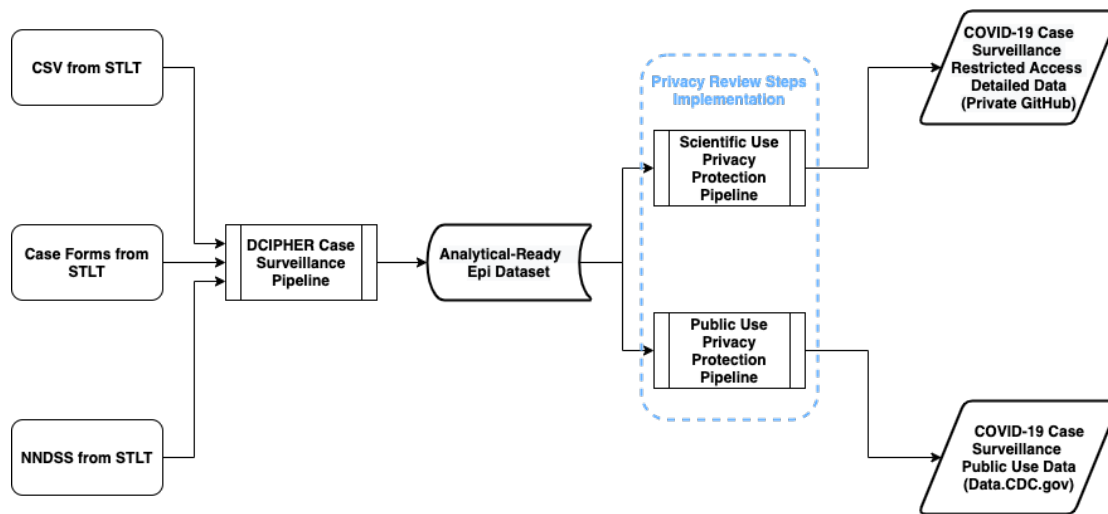 CSV from STLT
Case Forms from
STLT
NNDSS from STLT
DCIPHER Case
Surveillance
Pipeline
Analytical-Ready
Epi Dataset
Privacy Review Steps
Implementation
Scientific Use
Privacy
Protection
Pipeline
Public Use
Privacy
Protection
Pipeline
COVID-19 Case
Surveillance
Restricted Access
Detailed Data
(Private GitHub)
COVID-19 Case
Surveillance
Public Use Data
(Data.CDC.gov)